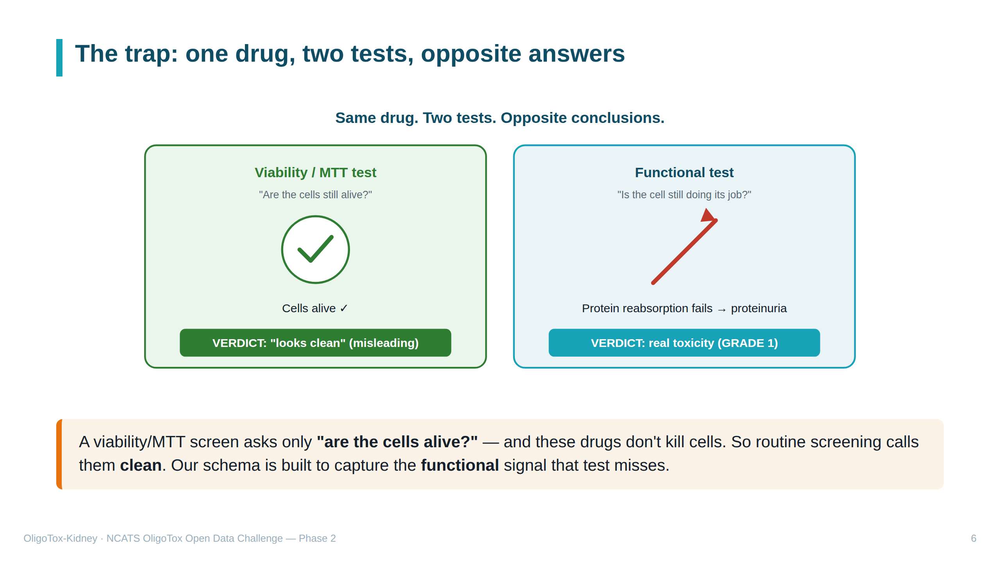 The trap: one drug, two tests, opposite answers
Same drug. Two tests. Opposite conclusions.
Viability / MTT test
"Are the cells still alive?"
Cells alive ✓
VERDICT: "looks clean" (misleading)
Functional test
"Is the cell still doing its job?"
Protein reabsorption fails → proteinuria
VERDICT: real toxicity (GRADE 1)
A viability/MTT screen asks only "are the cells alive?" — and these drugs don't kill cells. So routine screening calls
them clean. Our schema is built to capture the functional signal that test misses.
OligoTox-Kidney · NCATS OligoTox Open Data Challenge — Phase 2
6